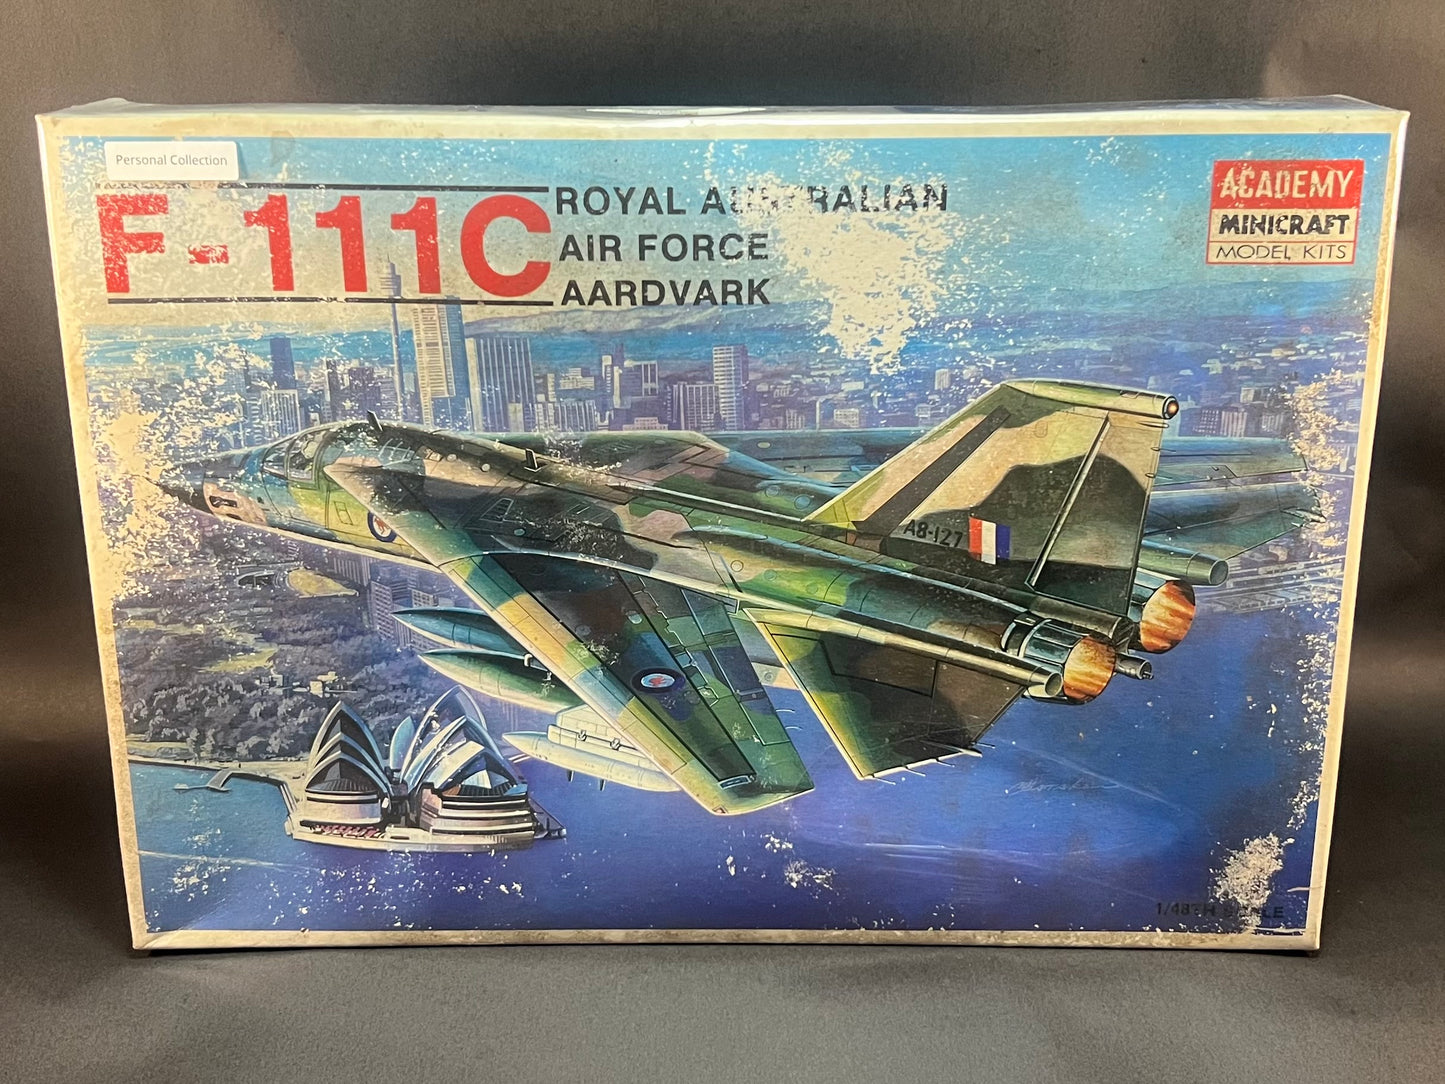 Personal Collection
F-111C
ROYAL AUSTRALIAN
AIR FORCE
AARDVARK
ACADEMY
MINICRAFT
MODEL KITS
A8-127
1/48TH SCALE